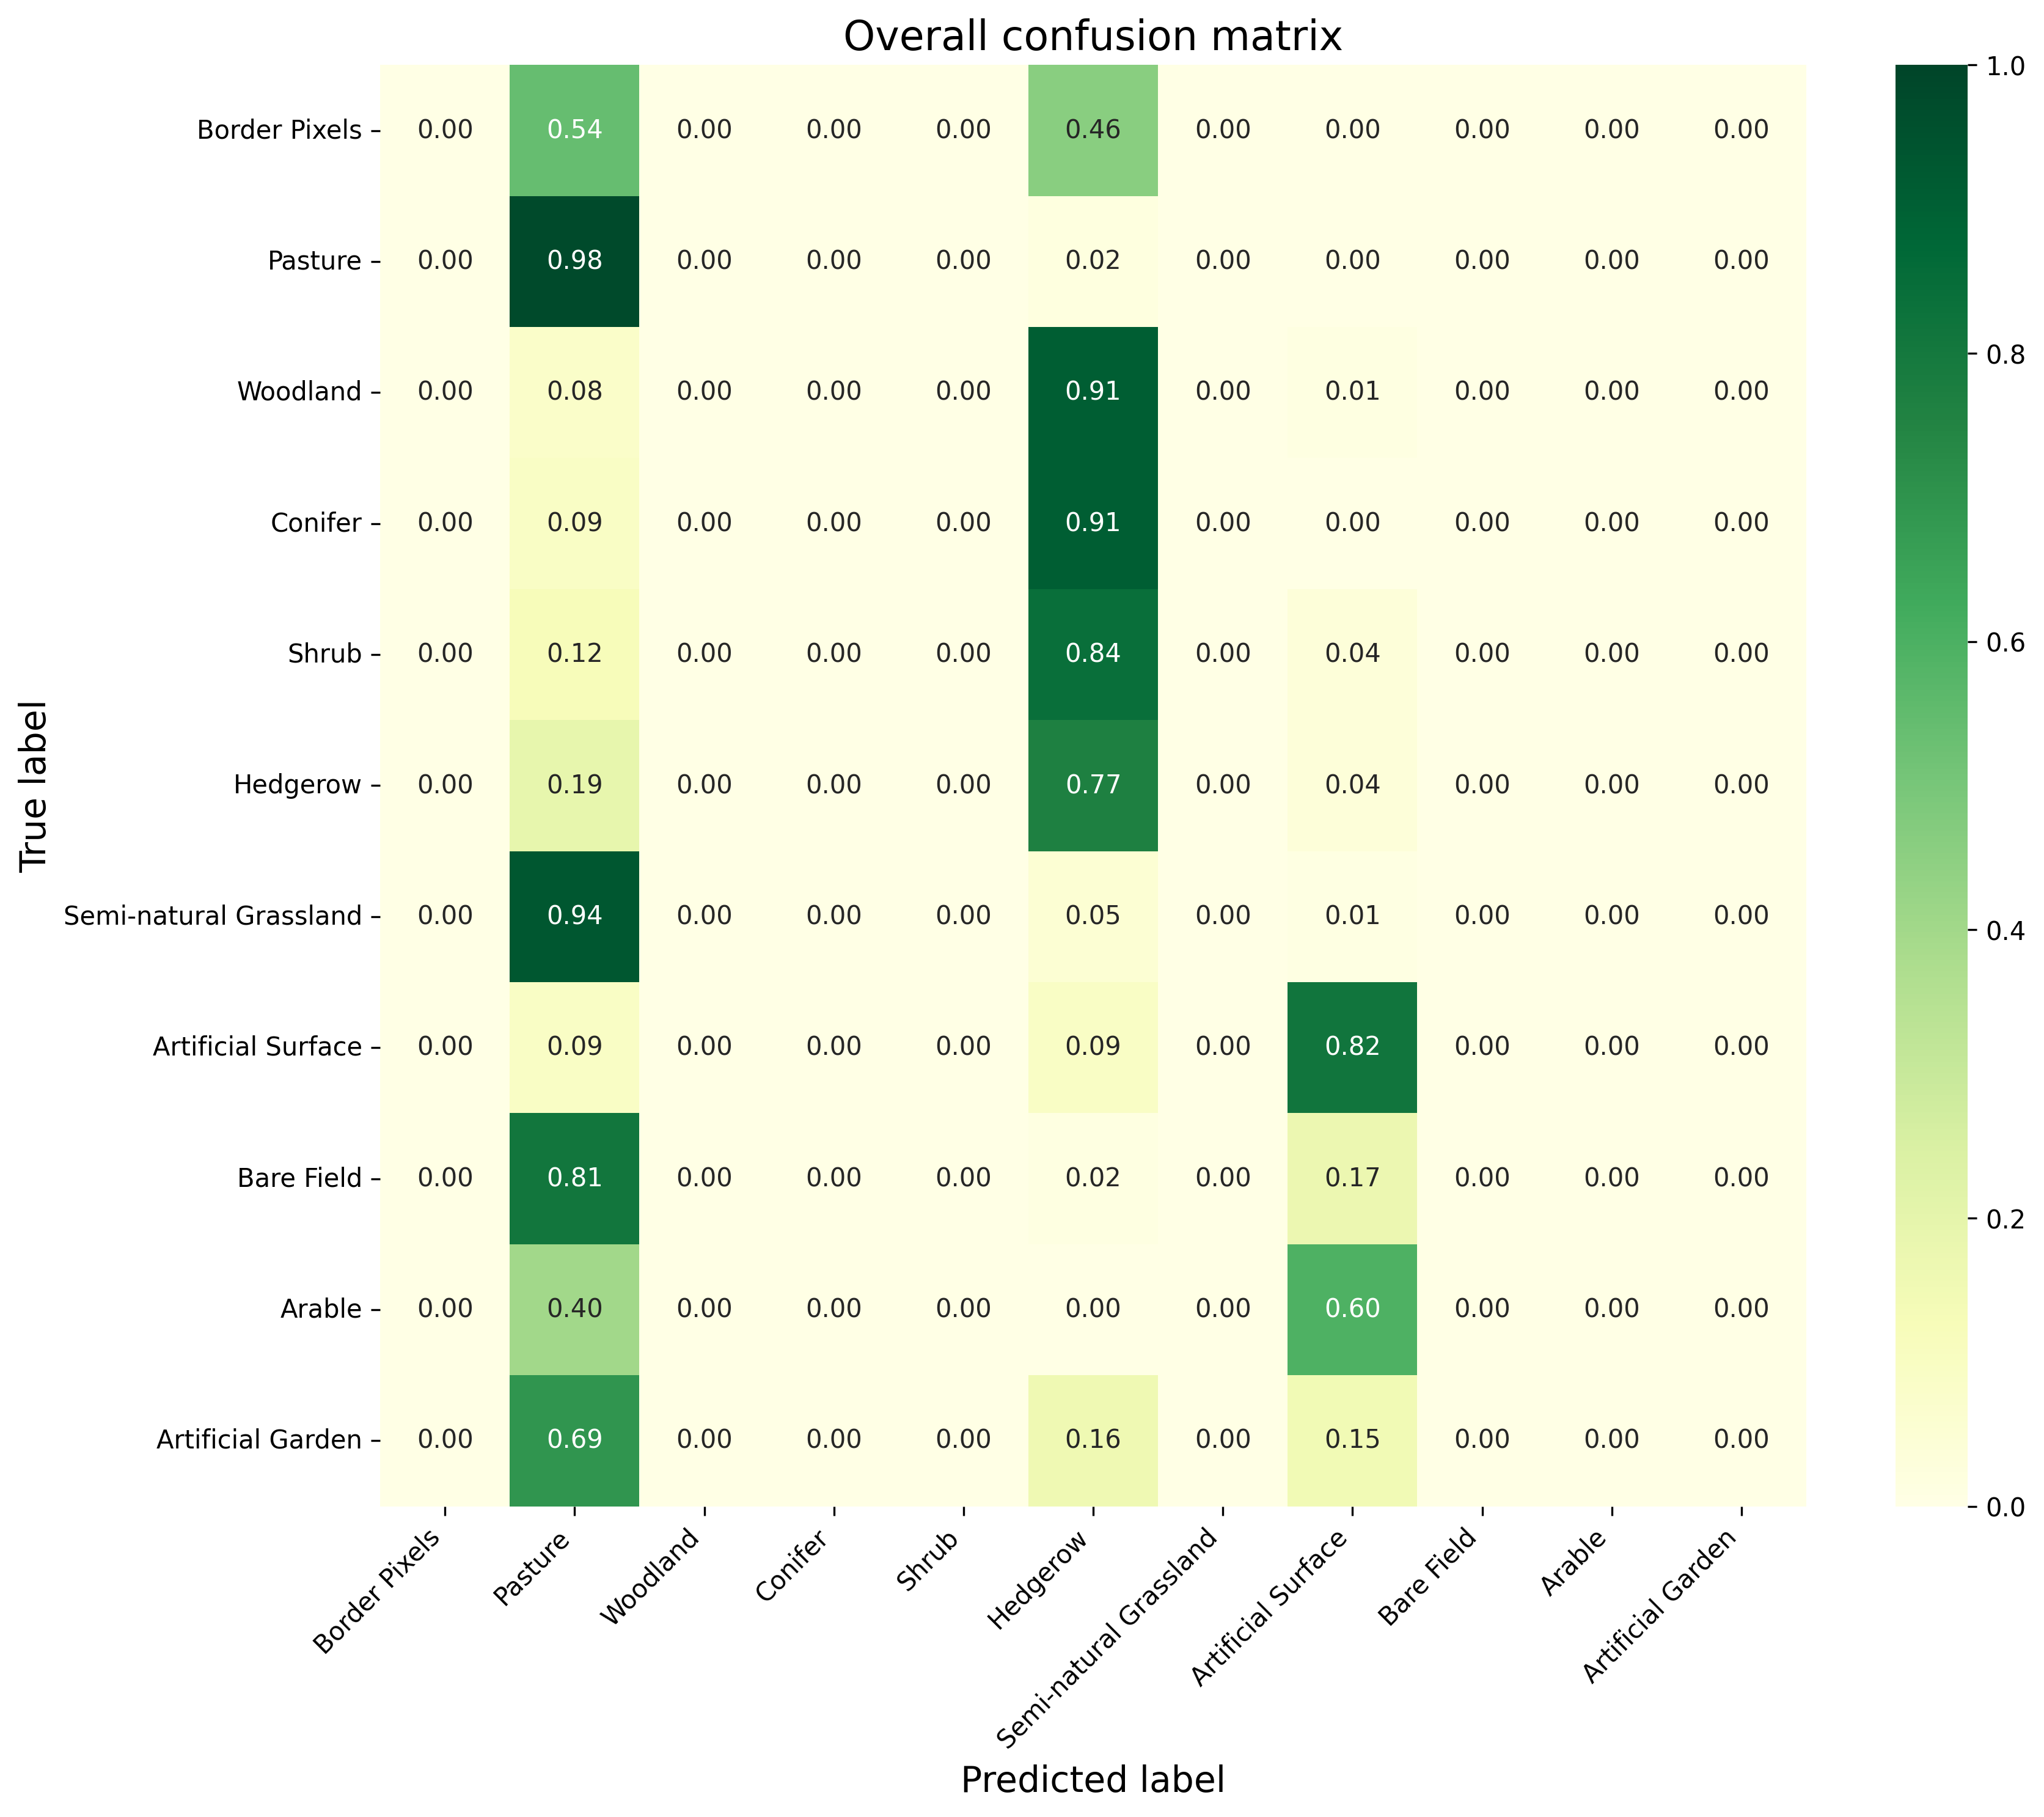 Overall confusion matrix
Border Pixels 0.00 0.54 0.00 0.00 0.00 0.46 0.00 0.00 0.00 0.00 0.00
Pasture 0.00 0.98 0.00 0.00 0.00 0.02 0.00 0.00 0.00 0.00 0.00
Woodland 0.00 0.08 0.00 0.00 0.00 0.91 0.00 0.01 0.00 0.00 0.00
Conifer 0.00 0.09 0.00 0.00 0.00 0.91 0.00 0.00 0.00 0.00 0.00
Shrub 0.00 0.12 0.00 0.00 0.00 0.84 0.00 0.04 0.00 0.00 0.00
Hedgerow 0.00 0.19 0.00 0.00 0.00 0.77 0.00 0.04 0.00 0.00 0.00
Semi-natural Grassland 0.00 0.94 0.00 0.00 0.00 0.05 0.00 0.01 0.00 0.00 0.00
Artificial Surface 0.00 0.09 0.00 0.00 0.00 0.09 0.00 0.82 0.00 0.00 0.00
Bare Field 0.00 0.81 0.00 0.00 0.00 0.02 0.00 0.17 0.00 0.00 0.00
Arable 0.00 0.40 0.00 0.00 0.00 0.00 0.00 0.60 0.00 0.00 0.00
Artificial Garden 0.00 0.69 0.00 0.00 0.00 0.16 0.00 0.15 0.00 0.00 0.00
True label
Border Pixels
Pasture
Woodland
Conifer
Shrub
Hedgerow
Semi-natural Grassland
Artificial Surface
Bare Field
Arable
Artificial Garden
Predicted label
1.0
0.8
0.6
0.4
0.2
0.0